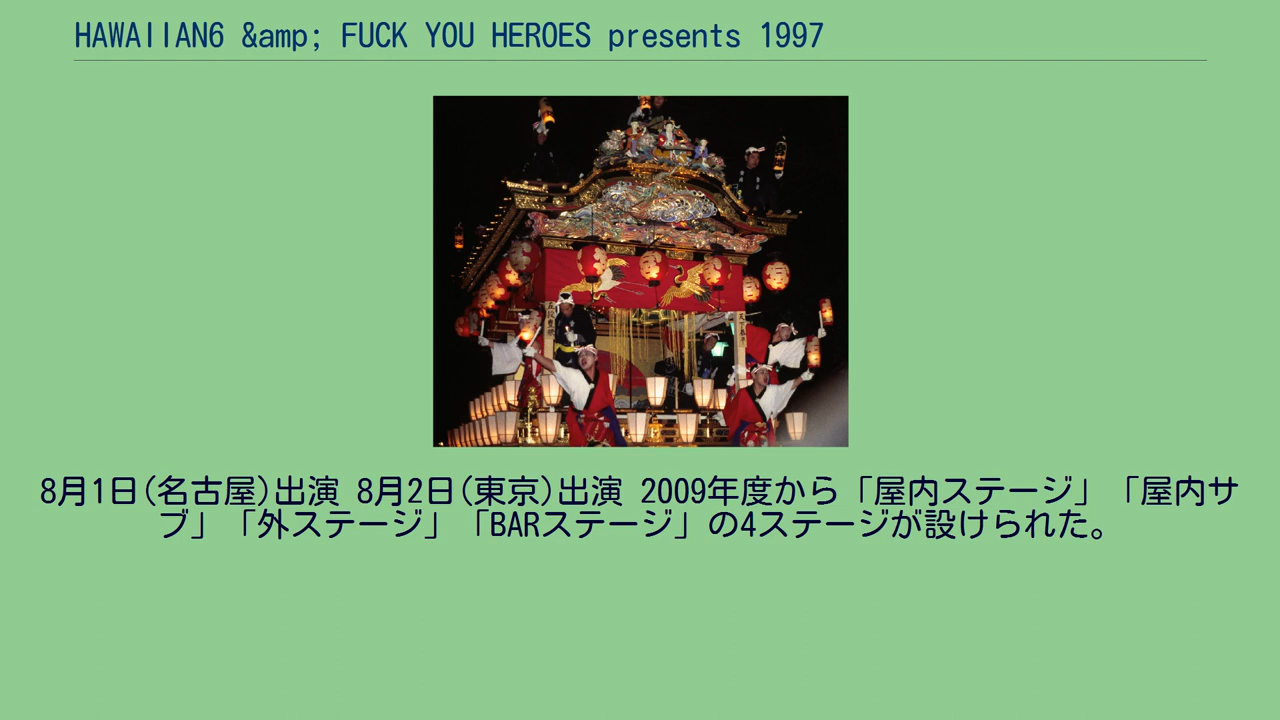 HAWAIIAN6 &amp; FUCK YOU HEROES presents 1997
8月1日(名古屋)出演 8月2日(東京)出演 2009年度から「屋内ステージ」「屋内サ
ブ」「外ステージ」「BARステージ」の4ステージが設けられた。